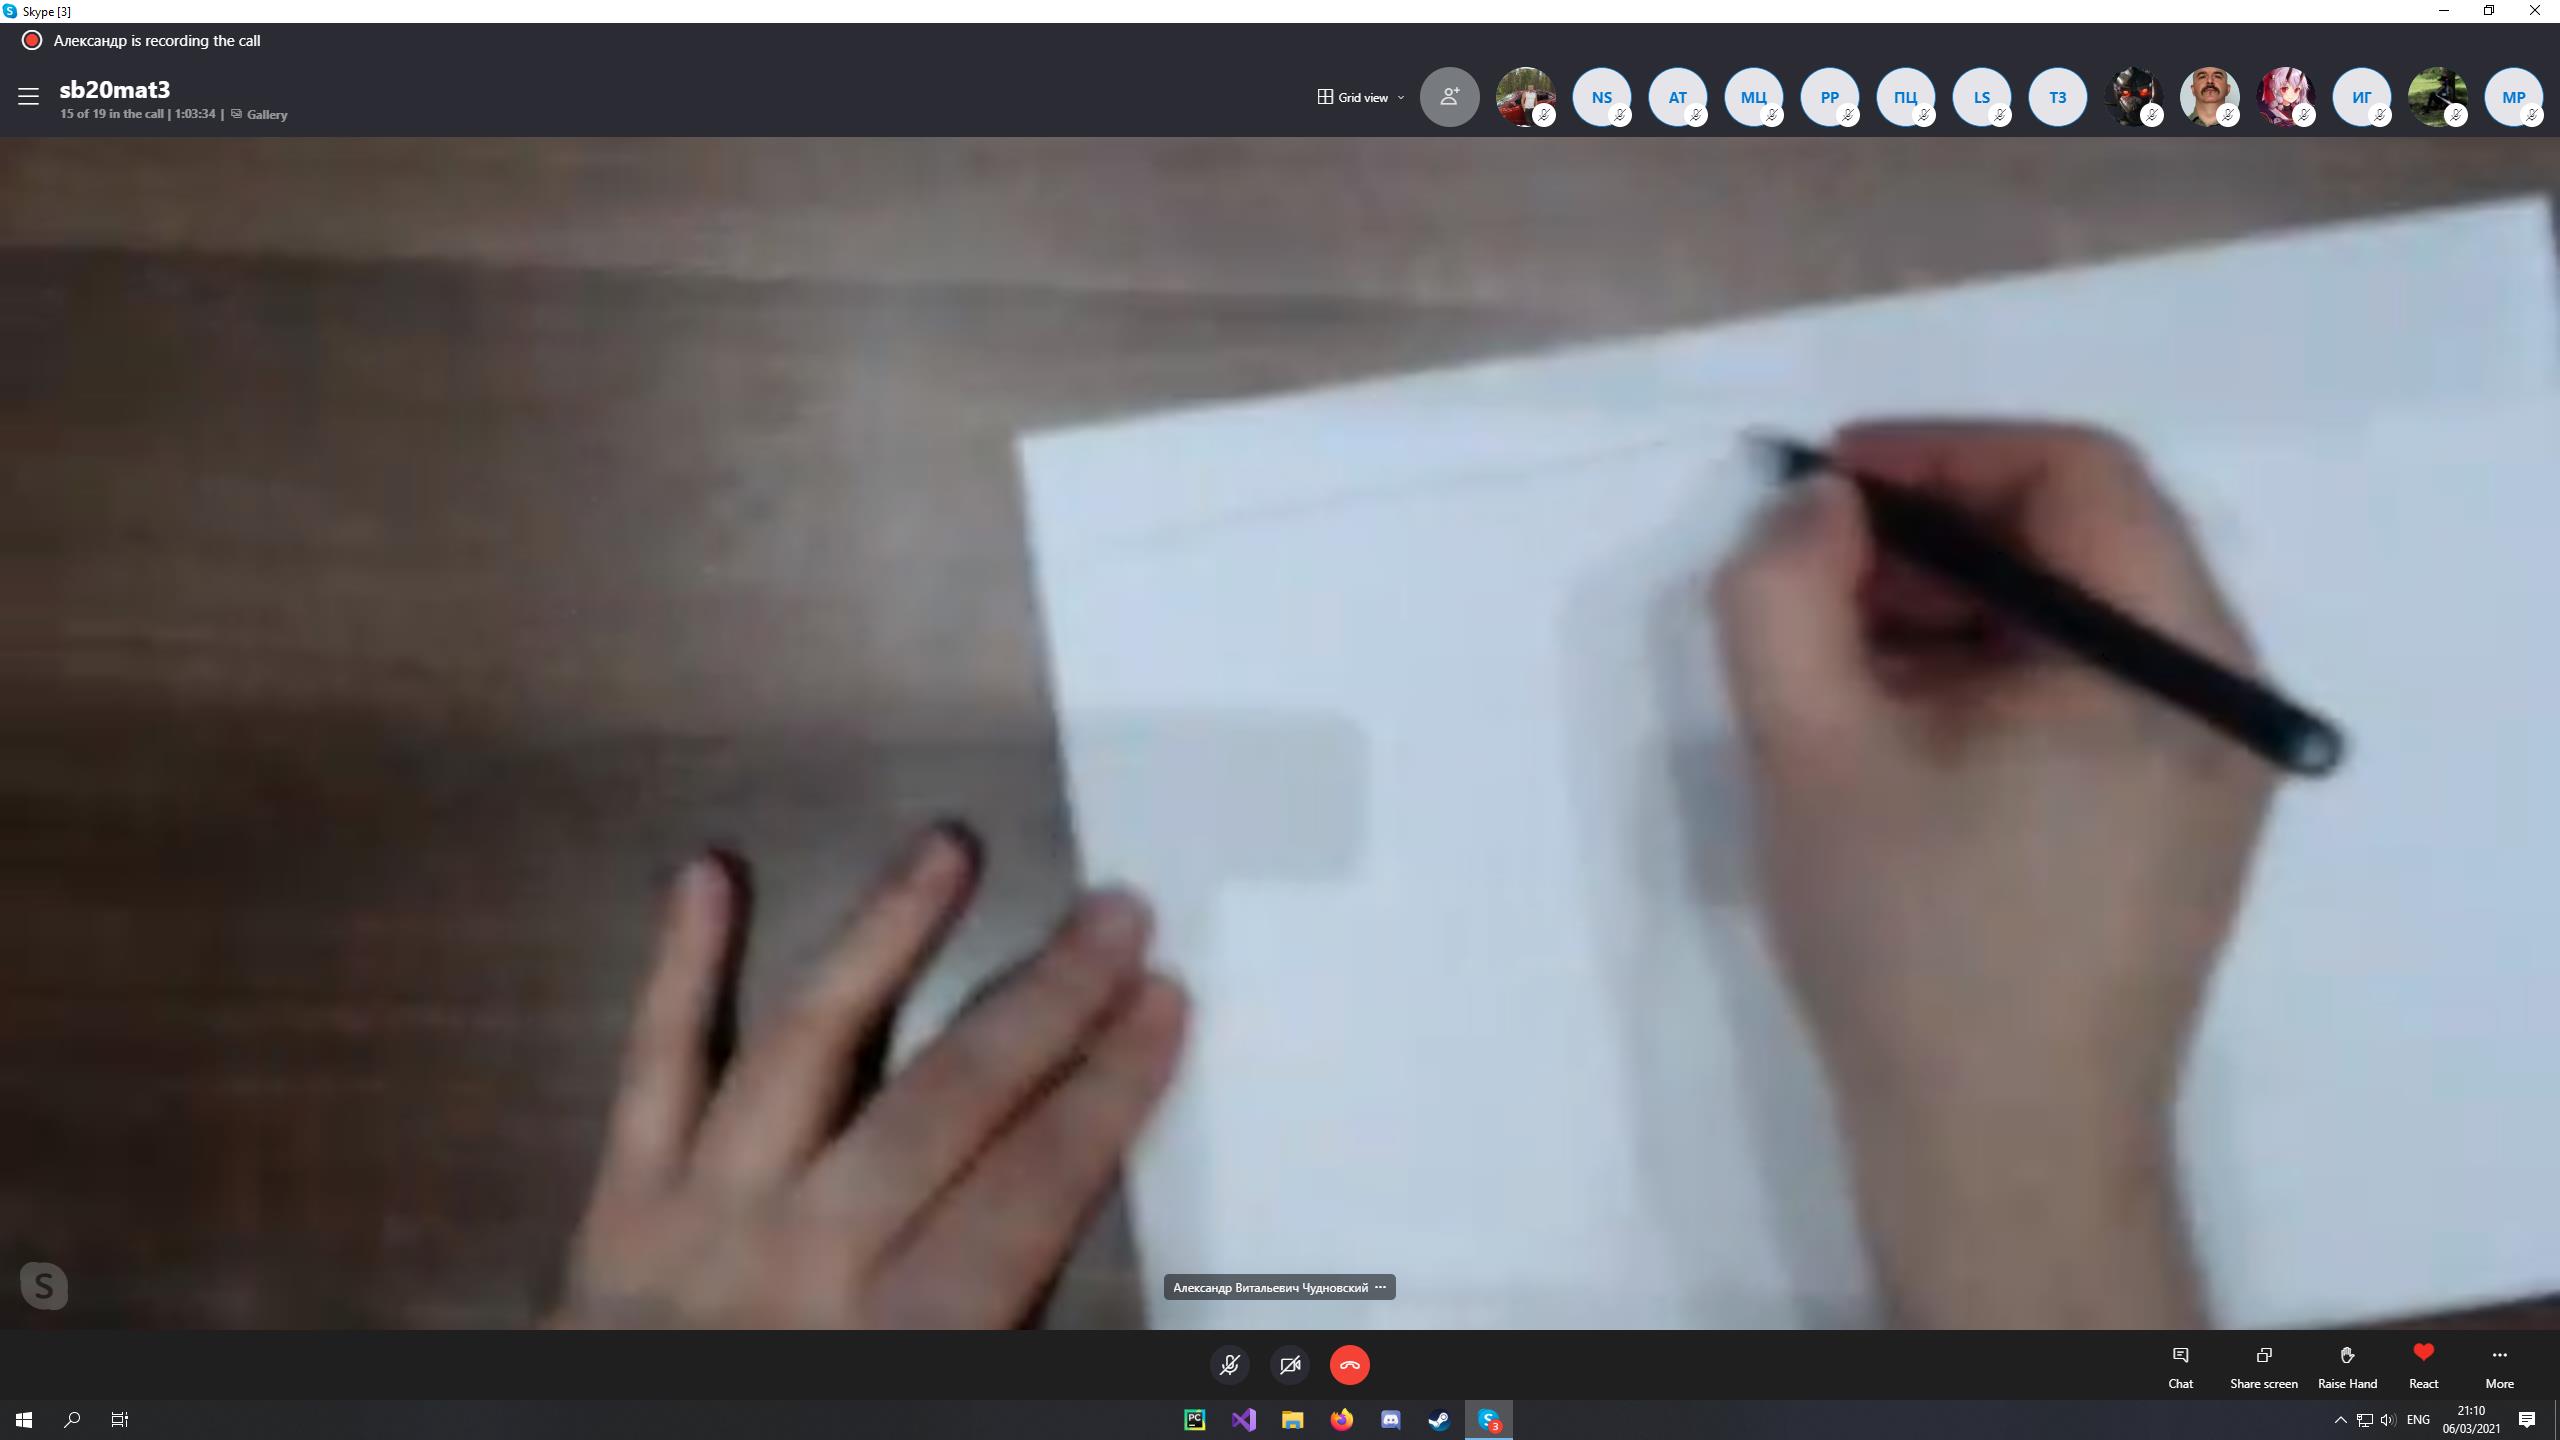 Skype [3]
Александр is recording the call
sb20mat3
15 of 19 in the call | 1:03:34 | Gallery
Grid view
NS
АТ
МЦ
PP
ПЦ
LS
ТЗ
ИГ
МР
Александр Витальевич Чудновский
S
Chat
Share screen
Raise Hand
React
More
PC
S
3
ENG
21:10
06/03/2021